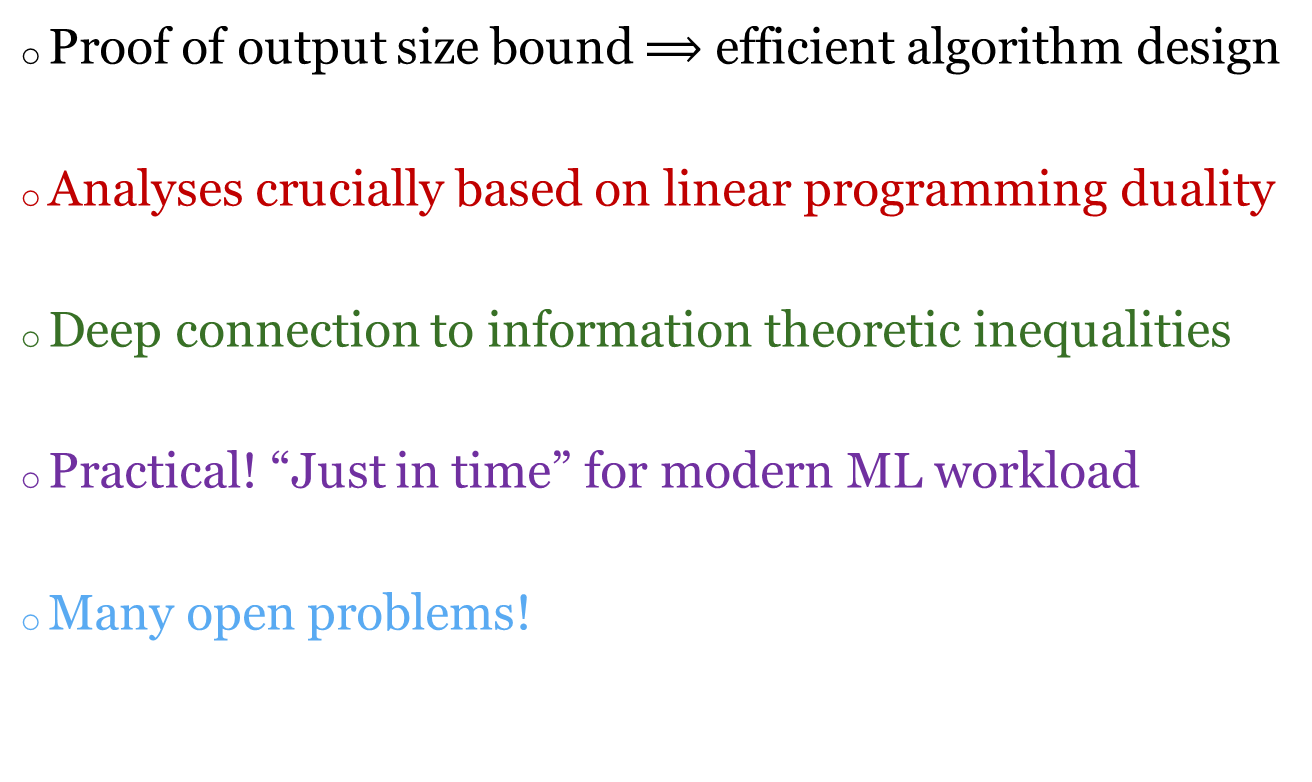 ○ Proof of output size bound ⟹ efficient algorithm design
○ Analyses crucially based on linear programming duality
○ Deep connection to information theoretic inequalities
○ Practical! “Just in time” for modern ML workload
○ Many open problems!